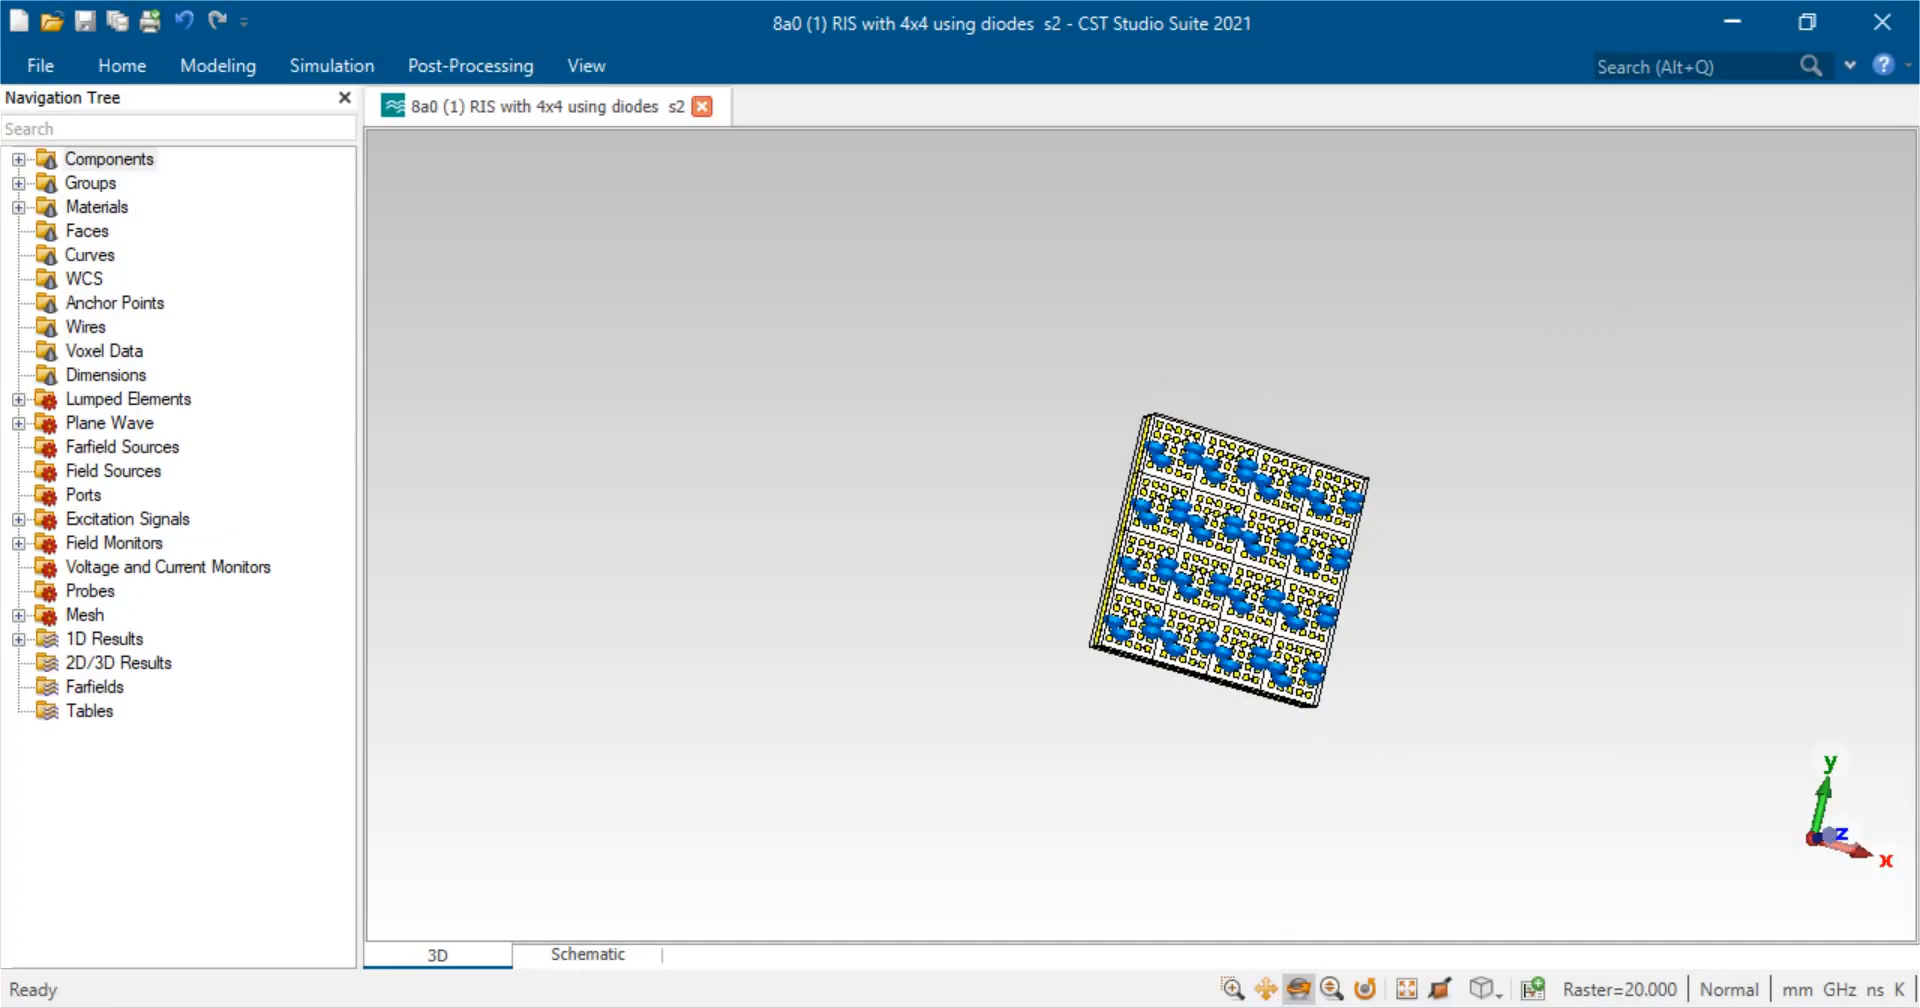 8a0 (1) RIS with 4x4 using diodes s2 - CST Studio Suite 2021
File Home Modeling Simulation Post-Processing View
Search (Alt+Q)
Navigation Tree
8a0 (1) RIS with 4x4 using diodes s2
Search
Components
Groups
Materials
Faces
Curves
WCS
Anchor Points
Wires
Voxel Data
Dimensions
Lumped Elements
Plane Wave
Farfield Sources
Field Sources
Ports
Excitation Signals
Field Monitors
Voltage and Current Monitors
Probes
Mesh
1D Results
2D/3D Results
Farfields
Tables
y
z
x
3D Schematic
Ready
Raster=20.000 Normal mm GHz ns K